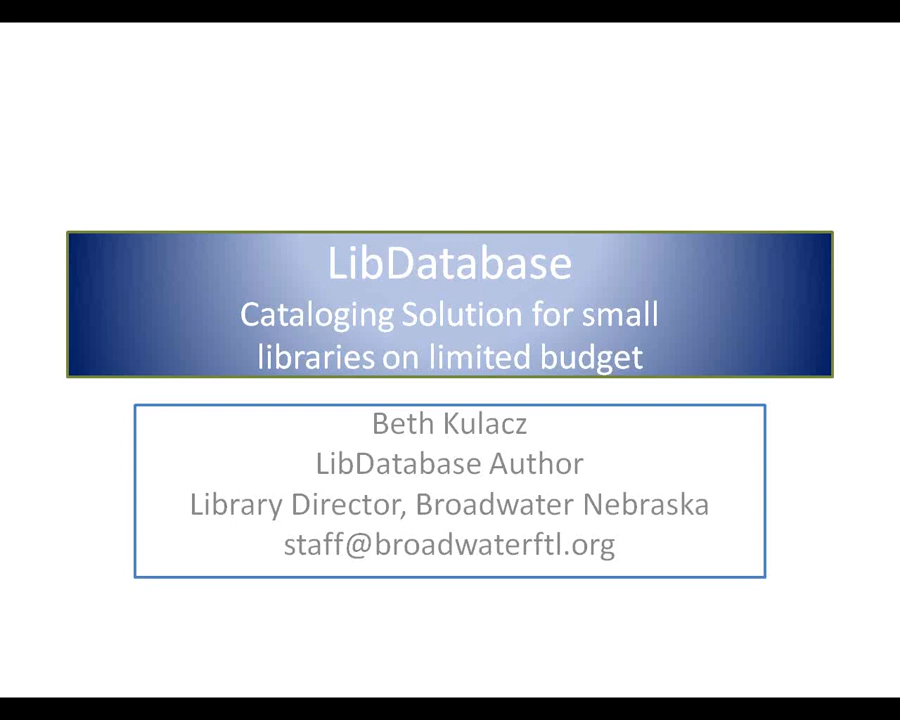 LibDatabase
Cataloging Solution for small
libraries on limited budget
Beth Kulacz
LibDatabase Author
Library Director, Broadwater Nebraska
staff@broadwaterftl.org